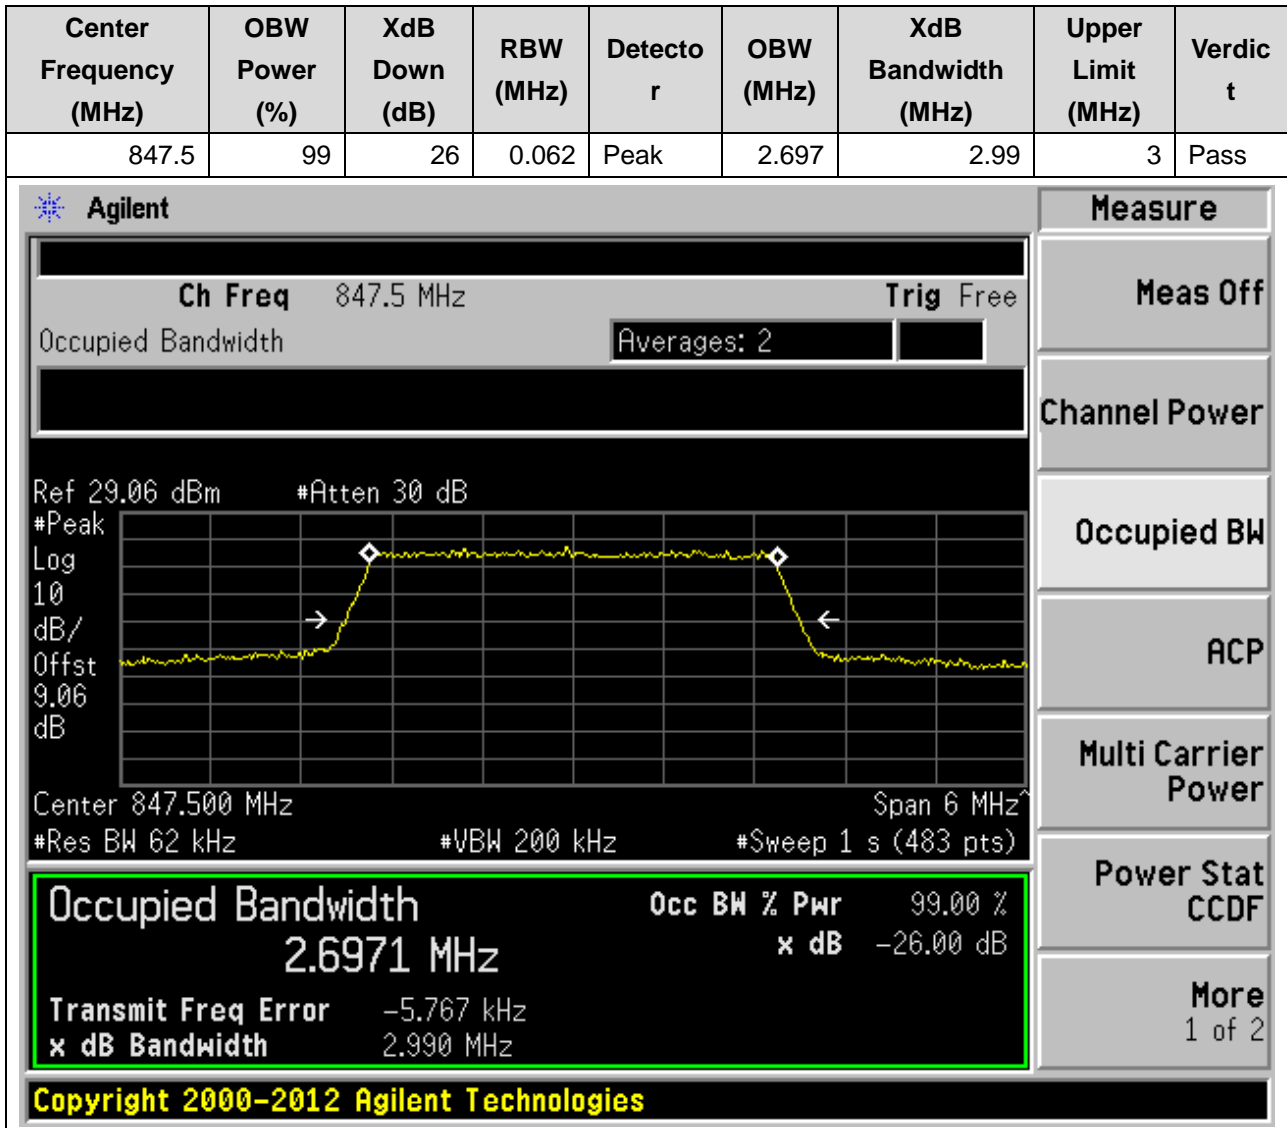 Center Frequency (MHz) OBW Power (%) XdB Down (dB) RBW (MHz) Detector OBW (MHz) XdB Bandwidth (MHz) Upper Limit (MHz) Verdict
847.5 99 26 0.062 Peak 2.697 2.99 3 Pass
Agilent
Measure
Ch Freq 847.5 MHz Trig Free
Meas Off
Occupied Bandwidth Averages: 2
Channel Power
Ref 29.06 dBm #Atten 30 dB
#Peak
Log
10
dB/
Offst
9.06
dB
Occupied BW
ACP
Multi Carrier
Power
Center 847.500 MHz Span 6 MHz^
#Res BW 62 kHz #VBW 200 kHz #Sweep 1 s (483 pts)
Power Stat
CCDF
Occupied Bandwidth Occ BW % Pwr 99.00 %
2.6971 MHz x dB -26.00 dB
Transmit Freq Error -5.767 kHz
x dB Bandwidth 2.990 MHz
More
1 of 2
Copyright 2000-2012 Agilent Technologies